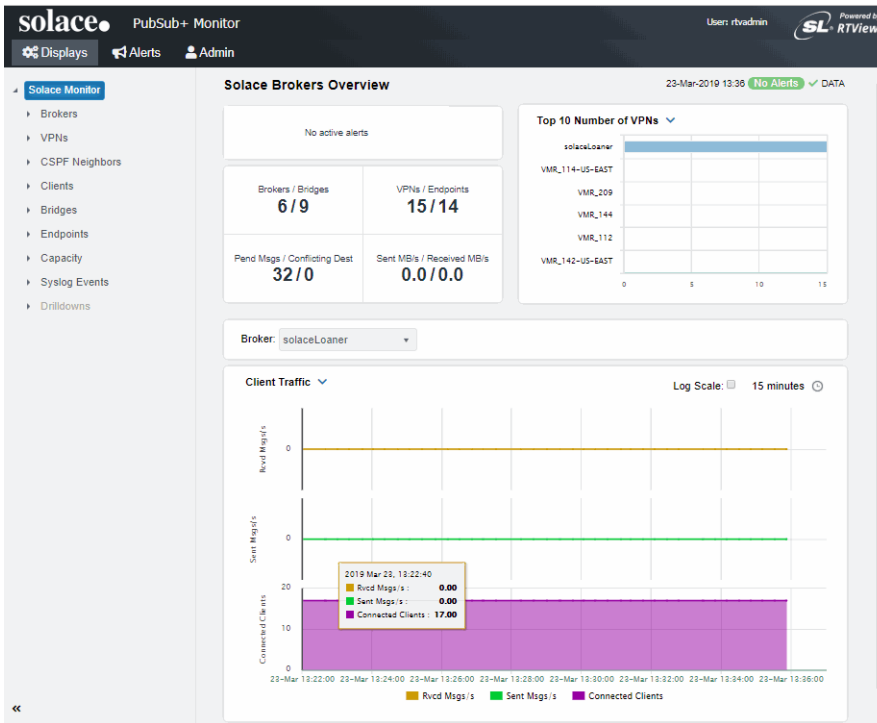 solace. PubSub+ Monitor
User: rtvadmin
SL Powered by RTView
Displays Alerts Admin
Solace Monitor
Brokers
VPNs
CSPF Neighbors
Clients
Bridges
Endpoints
Capacity
Syslog Events
Drilldowns
«
Solace Brokers Overview
23-Mar-2019 13:36 No Alerts DATA
No active alerts
Brokers / Bridges
6/9
VPNs / Endpoints
15/14
Pend Msgs / Conflicting Dest
32/0
Sent MB/s / Received MB/s
0.0/0.0
Top 10 Number of VPNs
solaceLoaner
VMR_114-US-EAST
VMR_209
VMR_144
VMR_112
VMR_142-US-EAST
0 5 10 15
Broker: solaceLoaner
Client Traffic
Log Scale: 15 minutes
Rcvd Msgs/s
0
Sent Msgs/s
0
Connected Clients
20
10
0
2019 Mar 23, 13:22:40
Rcvd Msgs/s : 0.00
Sent Msgs/s : 0.00
Connected Clients : 17.00
23-Mar 13:22:00 23-Mar 13:24:00 23-Mar 13:26:00 23-Mar 13:28:00 23-Mar 13:30:00 23-Mar 13:32:00 23-Mar 13:34:00 23-Mar 13:36:00
Rcvd Msgs/s Sent Msgs/s Connected Clients